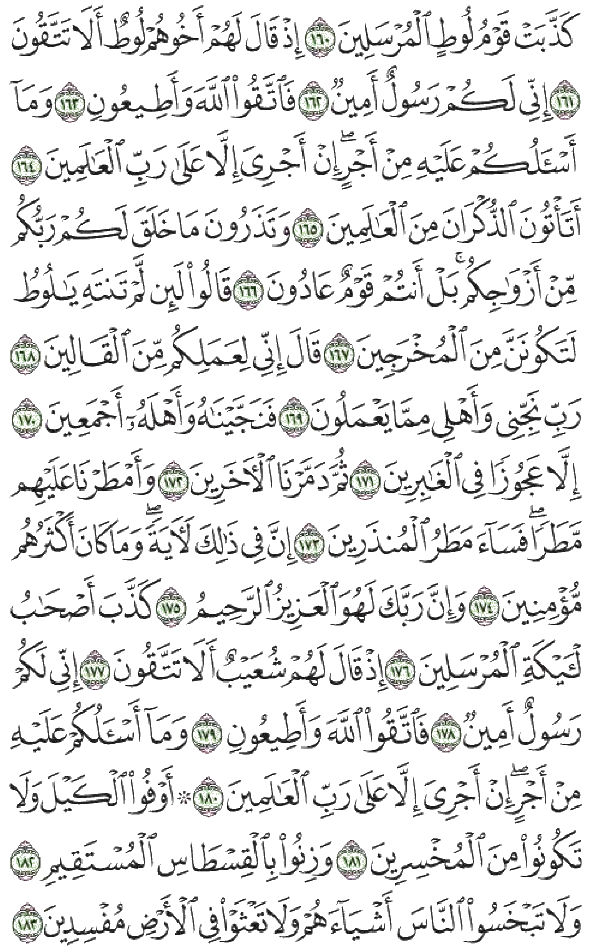 كَذَّبَتْ قَوْمُ لُوطٍ ٱلْمُرْسَلِينَ ١٦٠ إِذْ قَالَ لَهُمْ أَخُوهُمْ لُوطٌ أَلَا تَتَّقُونَ
١٦١ إِنِّي لَكُمْ رَسُولٌ أَمِينٌ ١٦٢ فَٱتَّقُوا۟ ٱللَّهَ وَأَطِيعُونِ ١٦٣ وَمَآ
أَسْـَٔلُكُمْ عَلَيْهِ مِنْ أَجْرٍ ۖ إِنْ أَجْرِىَ إِلَّا عَلَىٰ رَبِّ ٱلْعَـٰلَمِينَ ١٦٤
أَتَأْتُونَ ٱلذُّكْرَانَ مِنَ ٱلْعَـٰلَمِينَ ١٦٥ وَتَذَرُونَ مَا خَلَقَ لَكُمْ رَبُّكُم
مِّنْ أَزْوَٰجِكُم ۚ بَلْ أَنتُمْ قَوْمٌ عَادُونَ ١٦٦ قَالُوا۟ لَئِن لَّمْ تَنتَهِ يَـٰلُوطُ
لَتَكُونَنَّ مِنَ ٱلْمُخْرَجِينَ ١٦٧ قَالَ إِنِّى لِعَمَلِكُم مِّنَ ٱلْقَالِينَ ١٦٨
رَبِّ نَجِّنِى وَأَهْلِى مِمَّا يَعْمَلُونَ ١٦٩ فَنَجَّيْنَـٰهُ وَأَهْلَهُۥٓ أَجْمَعِينَ ١٧٠
إِلَّا عَجُوزًا فِى ٱلْغَـٰبِرِينَ ١٧١ ثُمَّ دَمَّرْنَا ٱلْـَٔاخَرِينَ ١٧٢ وَأَمْطَرْنَا عَلَيْهِم
مَّطَرًا ۖ فَسَآءَ مَطَرُ ٱلْمُنذَرِينَ ١٧٣ إِنَّ فِى ذَٰلِكَ لَـَٔايَةً ۖ وَمَا كَانَ أَكْثَرُهُم
مُّؤْمِنِينَ ١٧٤ وَإِنَّ رَبَّكَ لَهُوَ ٱلْعَزِيزُ ٱلرَّحِيمُ ١٧٥ كَذَّبَ أَصْحَـٰبُ
لْـَٔيْكَةِ ٱلْمُرْسَلِينَ ١٧٦ إِذْ قَالَ لَهُمْ شُعَيْبٌ أَلَا تَتَّقُونَ ١٧٧ إِنِّى لَكُمْ
رَسُولٌ أَمِينٌ ١٧٨ فَٱتَّقُوا۟ ٱللَّهَ وَأَطِيعُونِ ١٧٩ وَمَآ أَسْـَٔلُكُمْ عَلَيْهِ
مِنْ أَجْرٍ ۖ إِنْ أَجْرِىَ إِلَّا عَلَىٰ رَبِّ ٱلْعَـٰلَمِينَ ١٨٠ ۞ أَوْفُوا۟ ٱلْكَيْلَ وَلَا
تَكُونُوا۟ مِنَ ٱلْمُخْسِرِينَ ١٨١ وَزِنُوا۟ بِٱلْقِسْطَاسِ ٱلْمُسْتَقِيمِ ١٨٢
وَلَا تَبْخَسُوا۟ ٱلنَّاسَ أَشْيَآءَهُمْ وَلَا تَعْثَوْا۟ فِى ٱلْأَرْضِ مُفْسِدِينَ ١٨٣